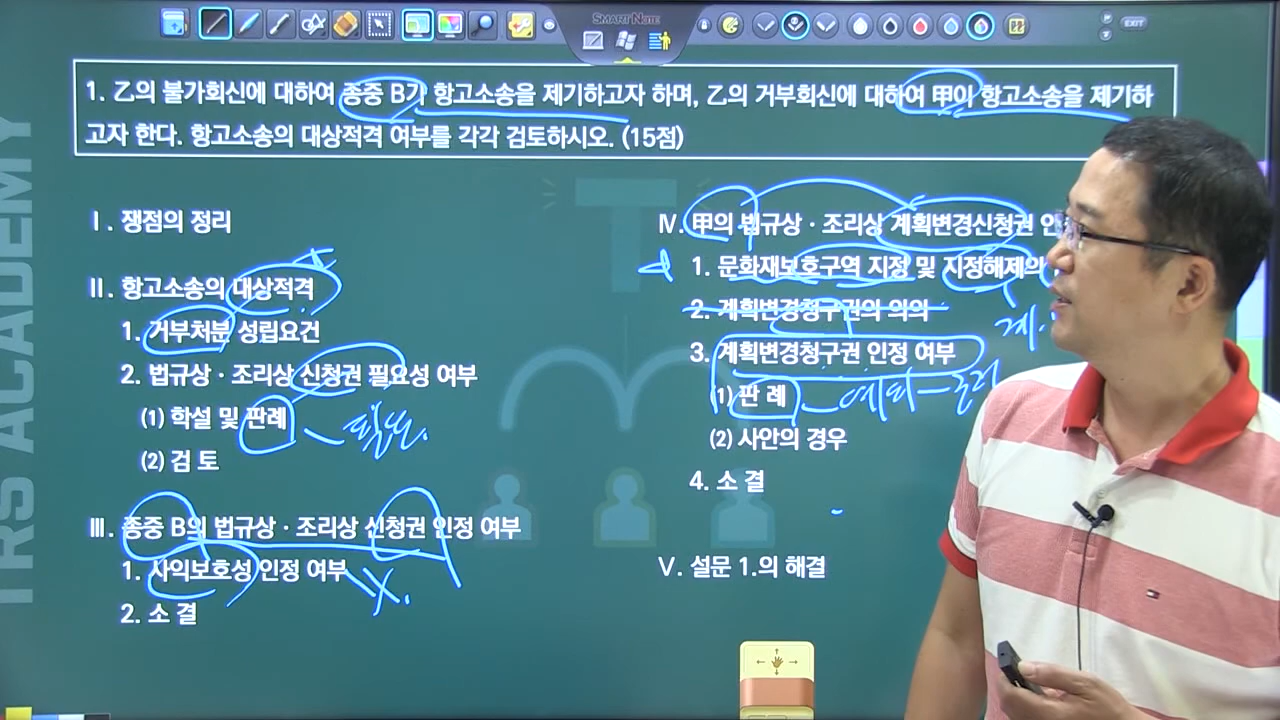 SMART NOTE
EXIT
1. 乙의 불가회신에 대하여 종중 B가 항고소송을 제기하고자 하며, 乙의 거부회신에 대하여 甲이 항고소송을 제기하
고자 한다. 항고소송의 대상적격 여부를 각각 검토하시오. (15점)
Ⅰ. 쟁점의 정리
Ⅱ. 항고소송의 대상적격
1. 거부처분 성립요건
2. 법규상 · 조리상 신청권 필요성 여부
(1) 학설 및 판례
(2) 검 토
Ⅲ. 종중 B의 법규상 · 조리상 신청권 인정 여부
1. 사익보호성 인정 여부 X.
2. 소 결
Ⅳ. 甲의 법규상 · 조리상 계획변경신청권 인
1. 문화재보호구역 지정 및 지정해제의
2. 계획변경청구권의 의의
3. 계획변경청구권 인정 여부
(1) 판 례
(2) 사안의 경우
4. 소 결
Ⅴ. 설문 1.의 해결
TRS ACADEMY